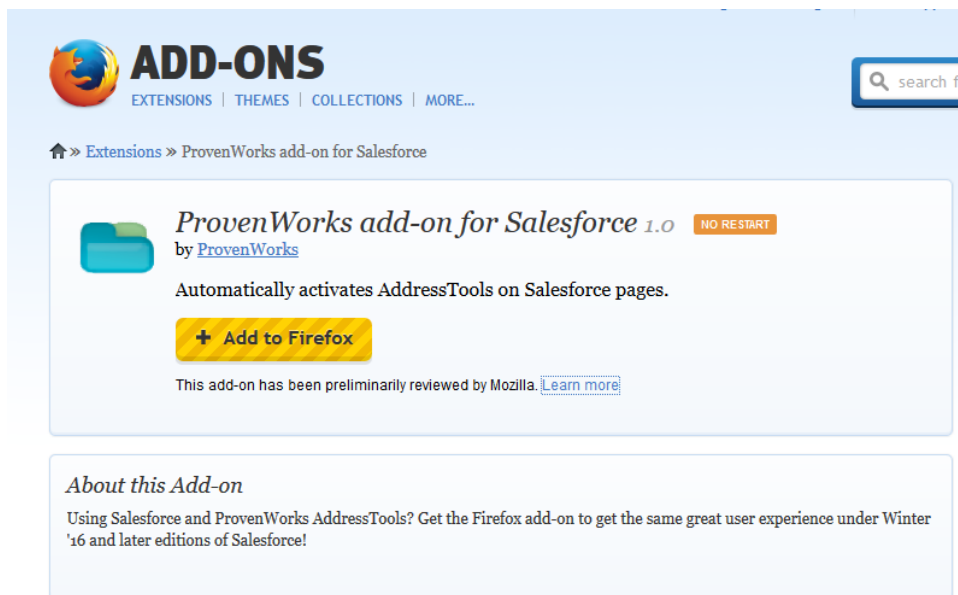 ADD-ONS
EXTENSIONS | THEMES | COLLECTIONS | MORE...
search f
» Extensions » ProvenWorks add-on for Salesforce
ProvenWorks add-on for Salesforce 1.0 NO RESTART
by ProvenWorks
Automatically activates AddressTools on Salesforce pages.
+ Add to Firefox
This add-on has been preliminarily reviewed by Mozilla. Learn more
About this Add-on
Using Salesforce and ProvenWorks AddressTools? Get the Firefox add-on to get the same great user experience under Winter
'16 and later editions of Salesforce!